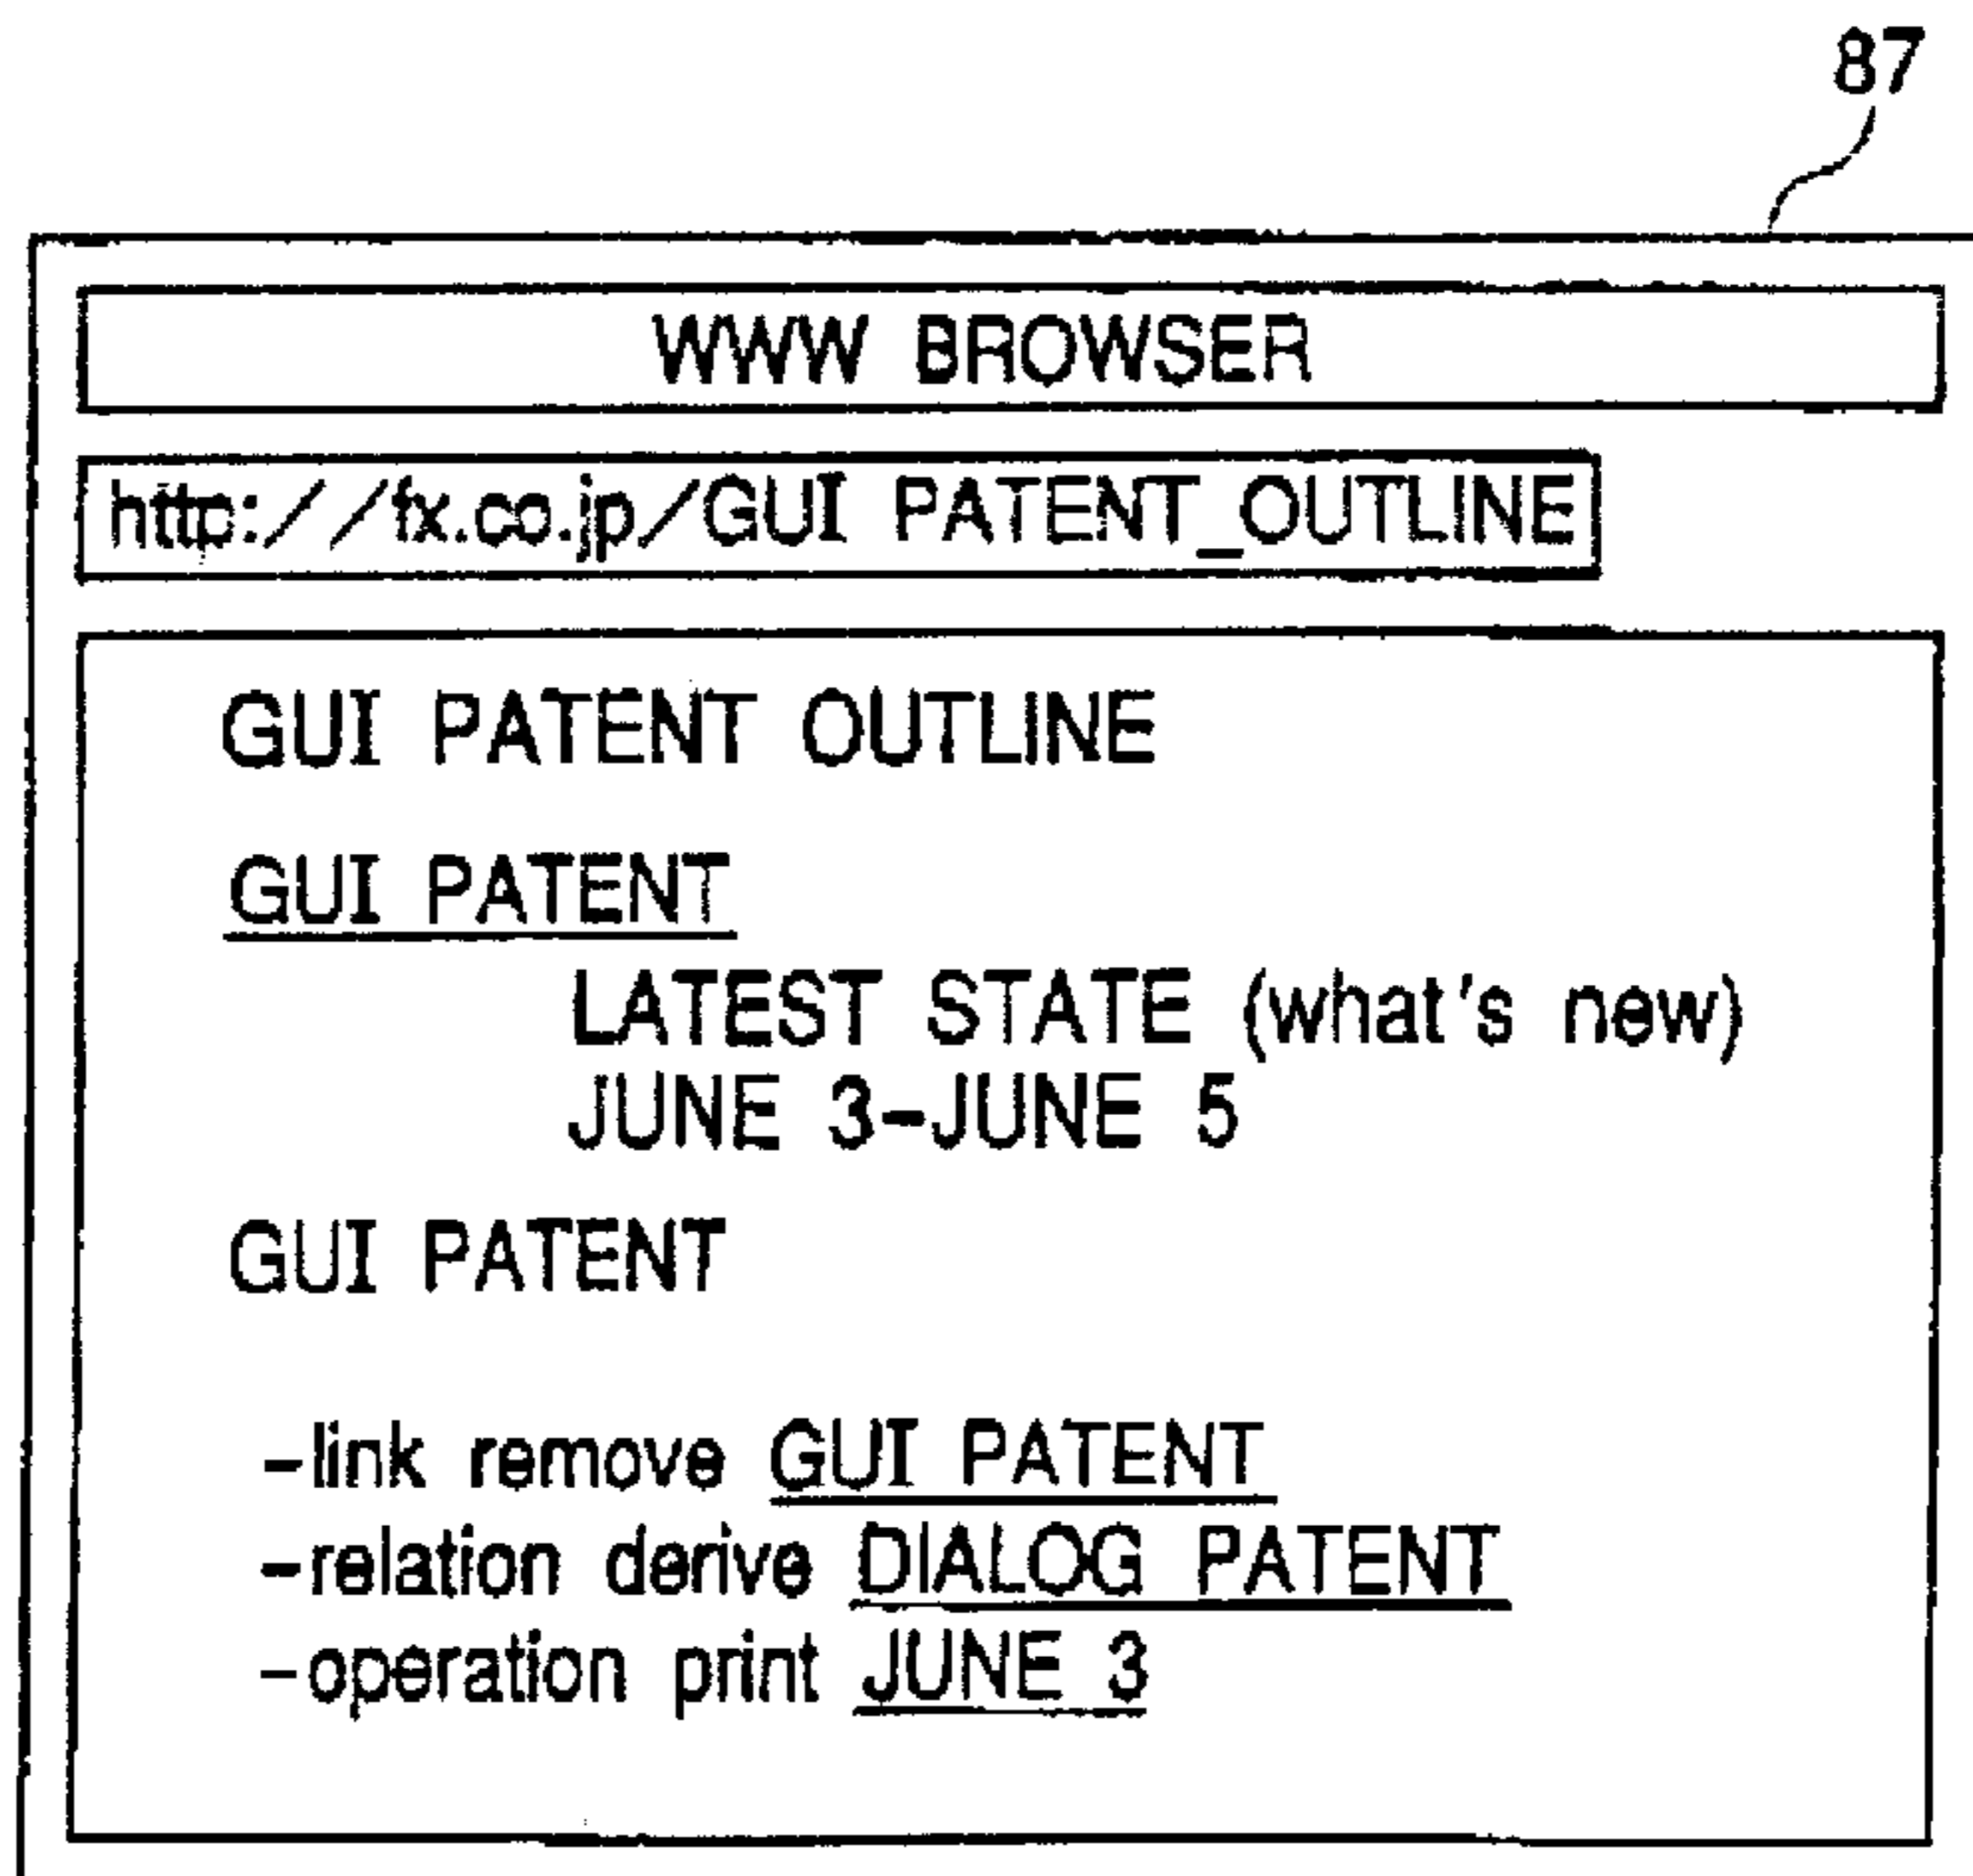 87
WWW BROWSER
http://fx.co.jp/GUI PATENT_OUTLINE
GUI PATENT OUTLINE
GUI PATENT
LATEST STATE (what's new)
JUNE 3-JUNE 5
GUI PATENT
-link remove GUI PATENT
-relation derive DIALOG PATENT
-operation print JUNE 3